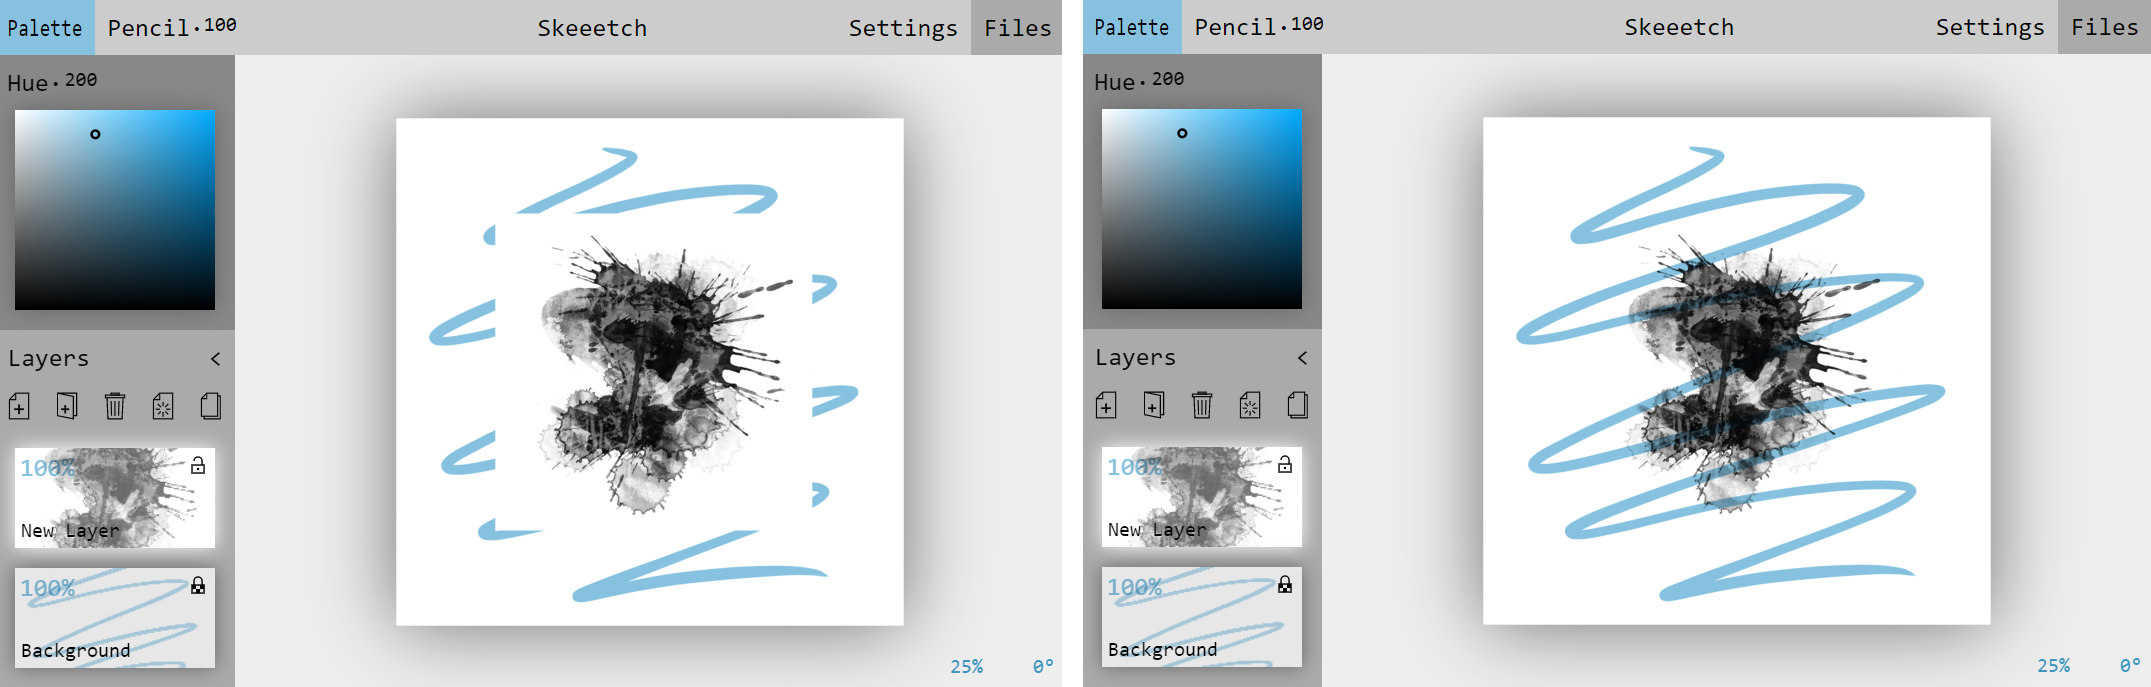 Palette Pencil·100 Skeeetch Settings Files
Hue·200
Layers <
100%
New Layer
100%
Background
25% 0°
Palette Pencil·100 Skeeetch Settings Files
Hue·200
Layers <
100%
New Layer
100%
Background
25% 0°